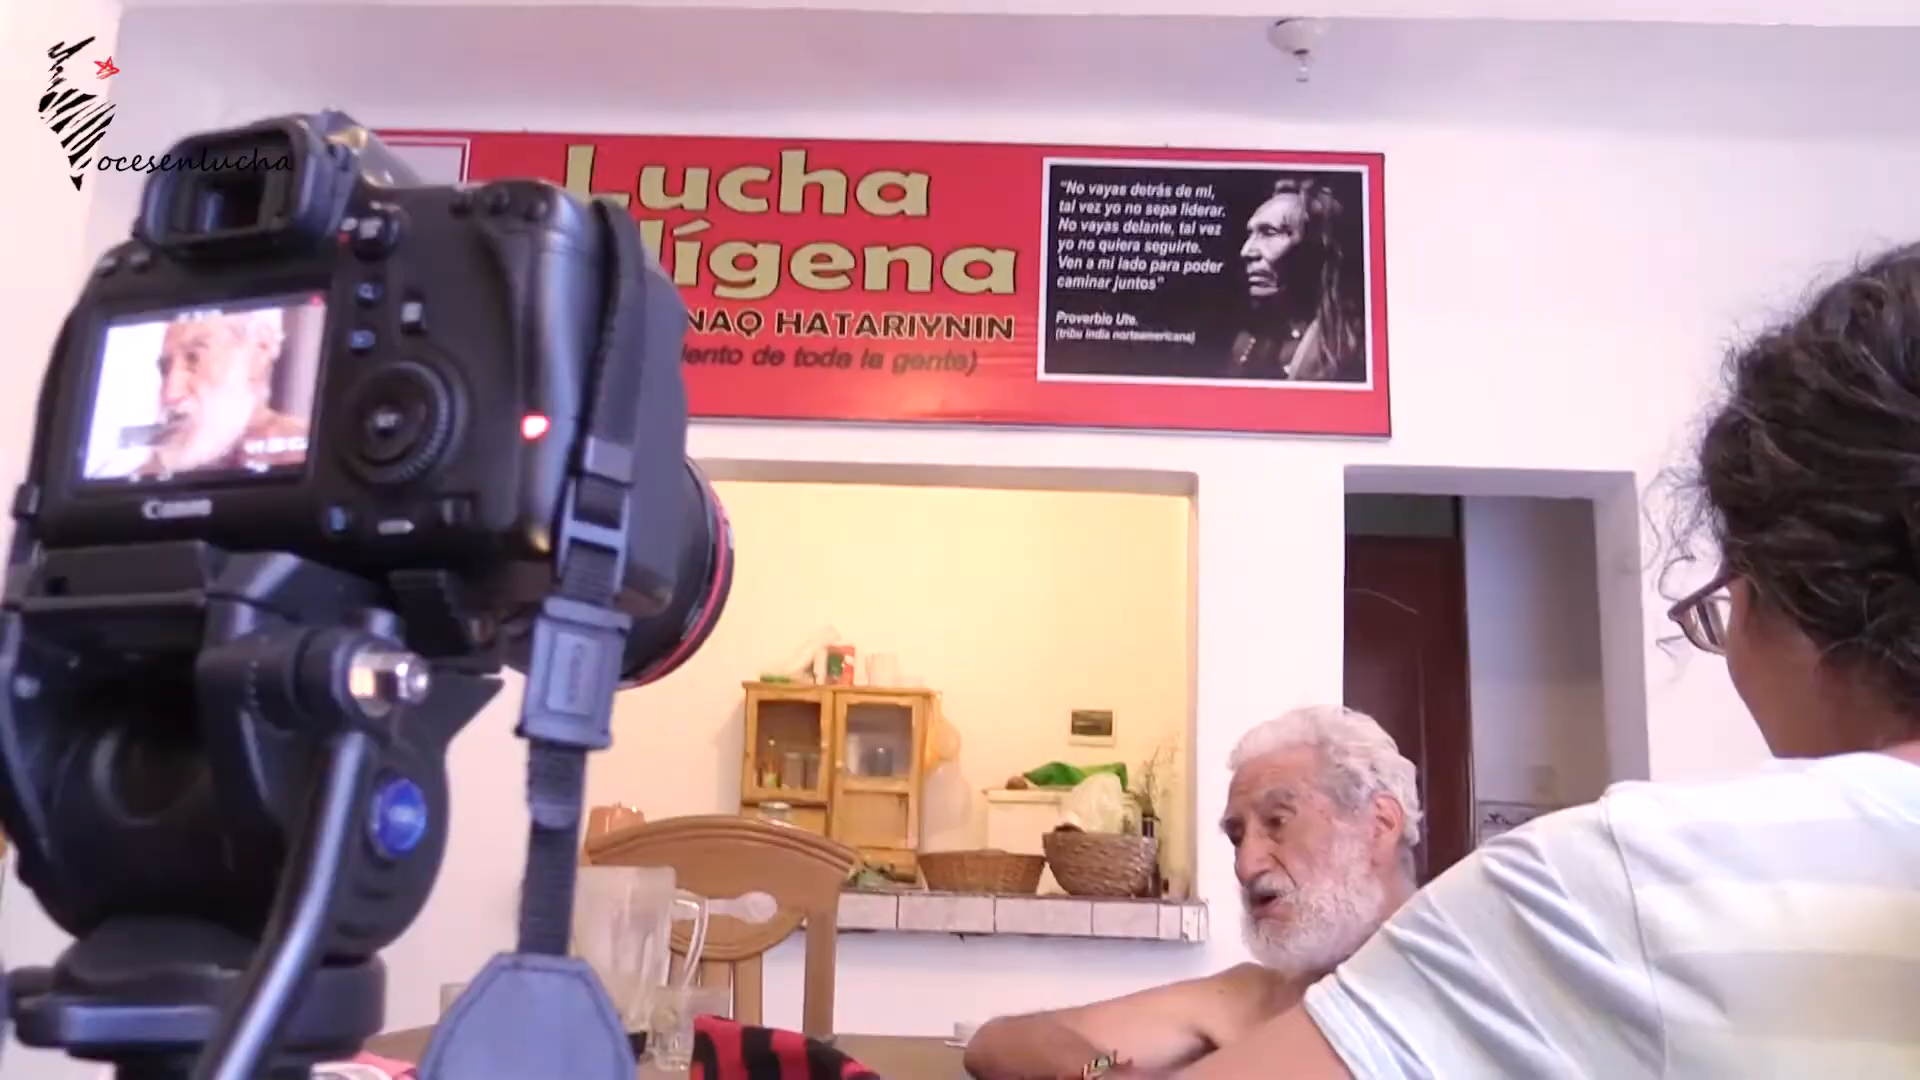 ocesenlucha
Lucha
ígena
NAQ HATARIYNIN
iento de toda la gente)
"No vayas detrás de mi,
tal vez yo no sepa liderar.
No vayas delante, tal vez
yo no quiera seguirte.
Ven a mi lado para poder
caminar juntos"
Proverbio Ute.
(tribu india norteamericana)
Canon